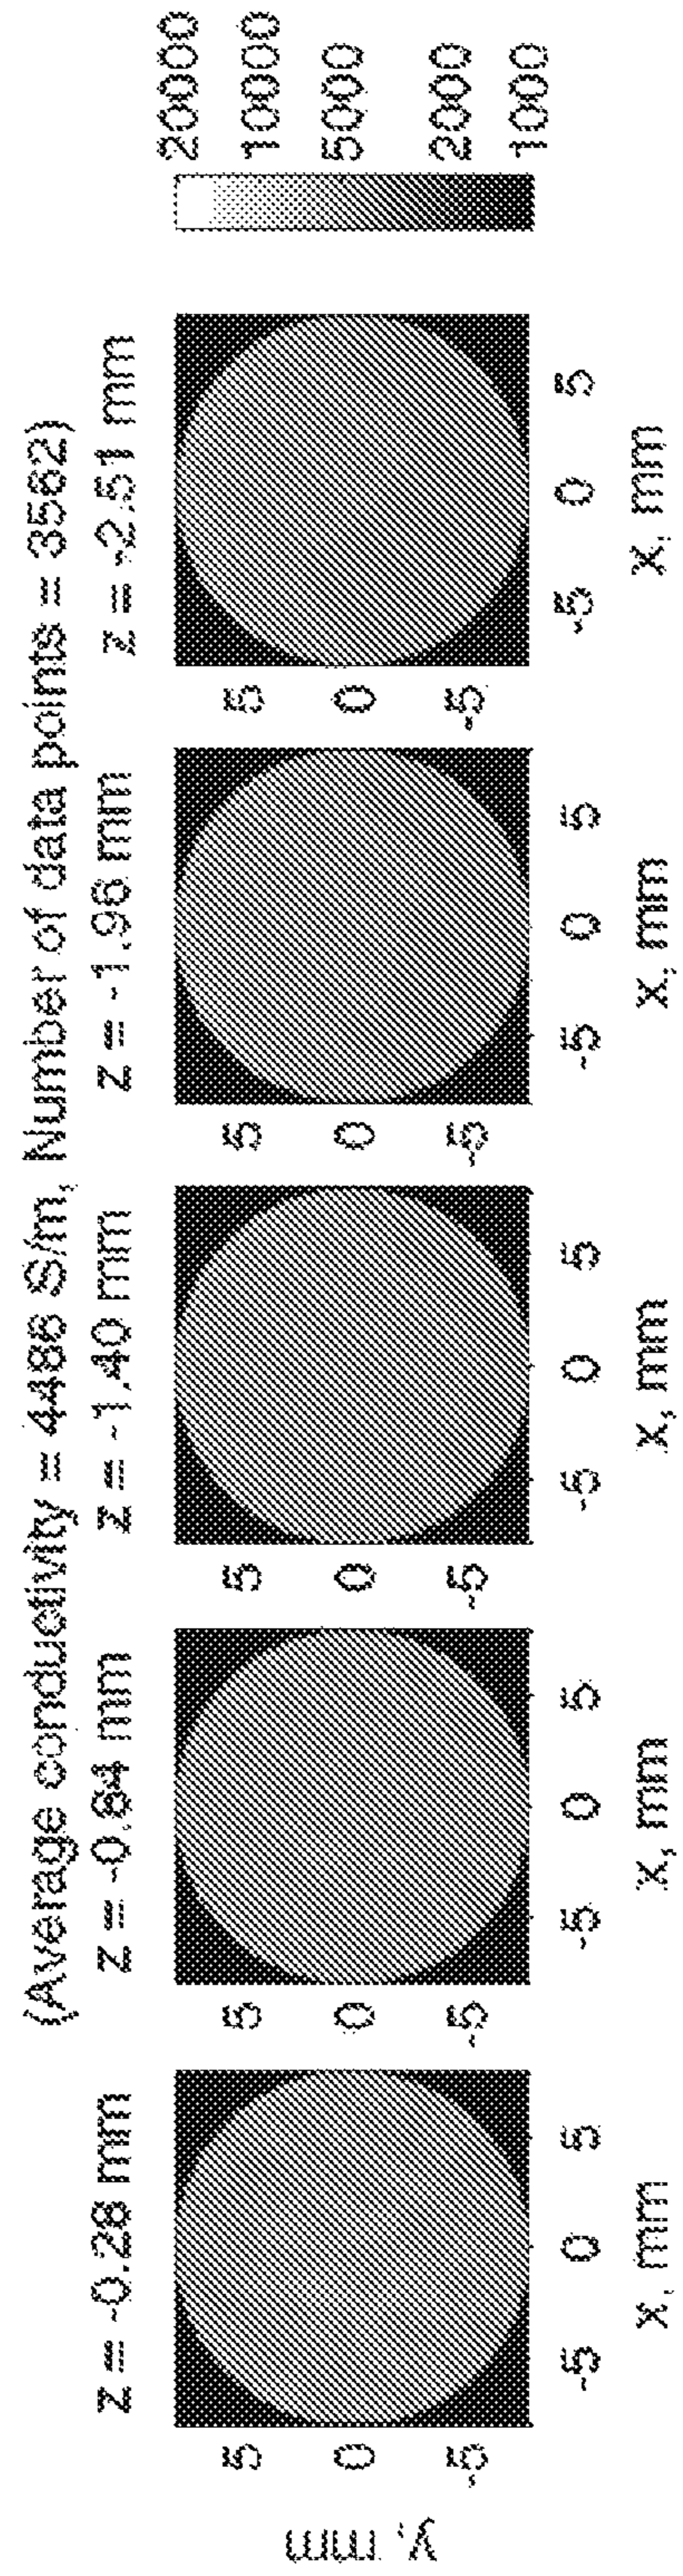 (Average conductivity = 4486 S/m, Number of data points = 3562)
z = -0.28 mm z = -0.84 mm z = -1.40 mm z = -1.96 mm z = -2.51 mm
20000
10000
5000
2000
1000
y, mm
5 5 5 5 5
0 0 0 0 0
-5 -5 -5 -5 -5
-5 0 5 -5 0 5 -5 0 5 -5 0 5 -5 0 5
x, mm x, mm x, mm x, mm x, mm